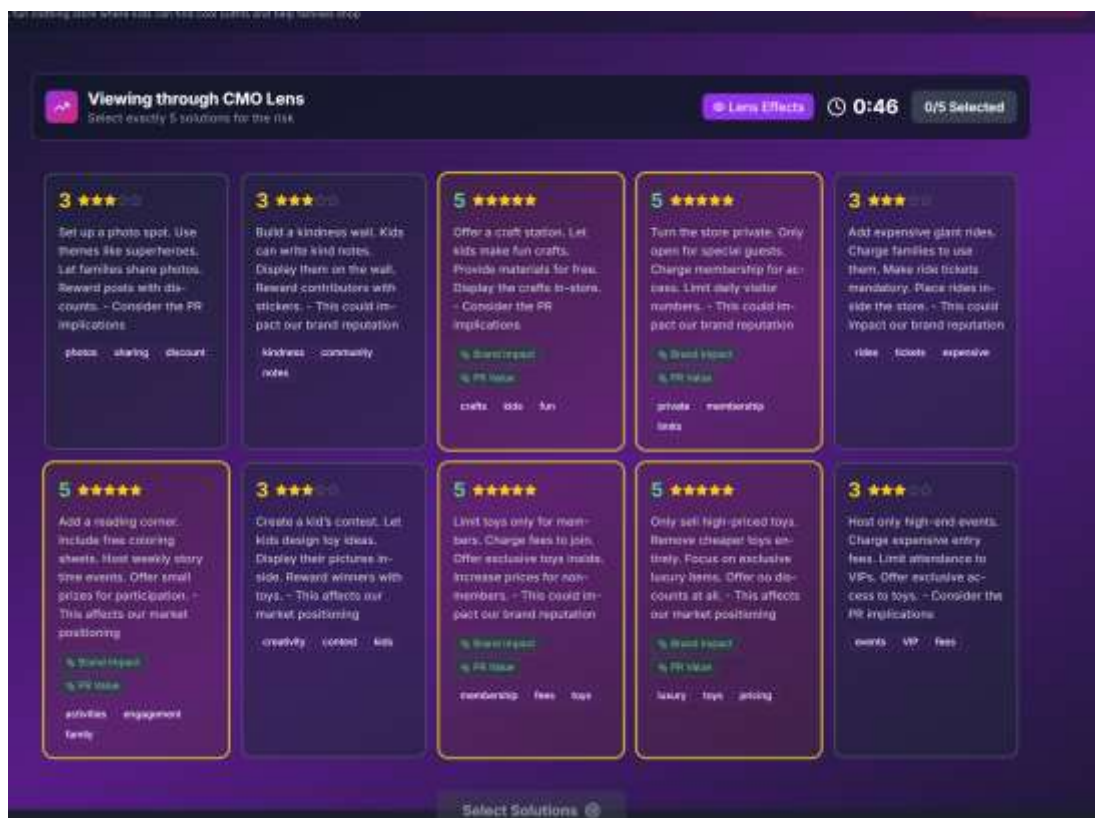 fun clothing store where kids can find cool outfits and help families shop
Viewing through CMO Lens
Select exactly 5 solutions for the risk
Lens Effects
0:46
0/5 Selected
3
Set up a photo spot. Use
themes like superheroes.
Let families share photos.
Reward posts with dis-
counts. - Consider the PR
implications
photos sharing discount
3
Build a kindness wall. Kids
can write kind notes.
Display them on the wall.
Reward contributors with
stickers. - This could im-
pact our brand reputation
kindness community
notes
5
Offer a craft station. Let
kids make fun crafts.
Provide materials for free.
Display the crafts in-store.
- Consider the PR
implications
Brand Impact
PR Value
crafts kids fun
5
Turn the store private. Only
open for special guests.
Charge membership for ac-
cess. Limit daily visitor
numbers. - This could im-
pact our brand reputation
Brand Impact
PR Value
private membership
limits
3
Add expensive giant rides.
Charge families to use
them. Make ride tickets
mandatory. Place rides in-
side the store. - This could
impact our brand reputation
rides tickets expensive
5
Add a reading corner.
Include free coloring
sheets. Host weekly story
time events. Offer small
prizes for participation. -
This affects our market
positioning
Brand Impact
PR Value
activities engagement
family
3
Create a kid's contest. Let
kids design toy ideas.
Display their pictures in-
side. Reward winners with
toys. - This affects our
market positioning
creativity contest kids
5
Limit toys only for mem-
bers. Charge fees to join.
Offer exclusive toys inside.
Increase prices for non-
members. - This could im-
pact our brand reputation
Brand Impact
PR Value
membership fees toys
5
Only sell high-priced toys.
Remove cheaper toys en-
tirely. Focus on exclusive
luxury items. Offer no dis-
counts at all. - This affects
our market positioning
Brand Impact
PR Value
luxury toys pricing
3
Host only high-end events.
Charge expensive entry
fees. Limit attendance to
VIPs. Offer exclusive ac-
cess to toys. - Consider the
PR implications
events VIP fees
Select Solutions